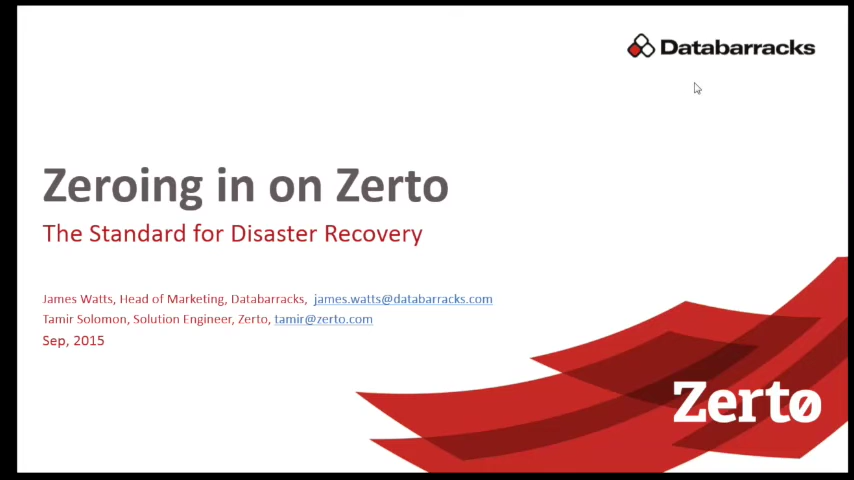 Databarracks
Zeroing in on Zerto
The Standard for Disaster Recovery
James Watts, Head of Marketing, Databarracks, james.watts@databarracks.com
Tamir Solomon, Solution Engineer, Zerto, tamir@zerto.com
Sep, 2015
Zertø